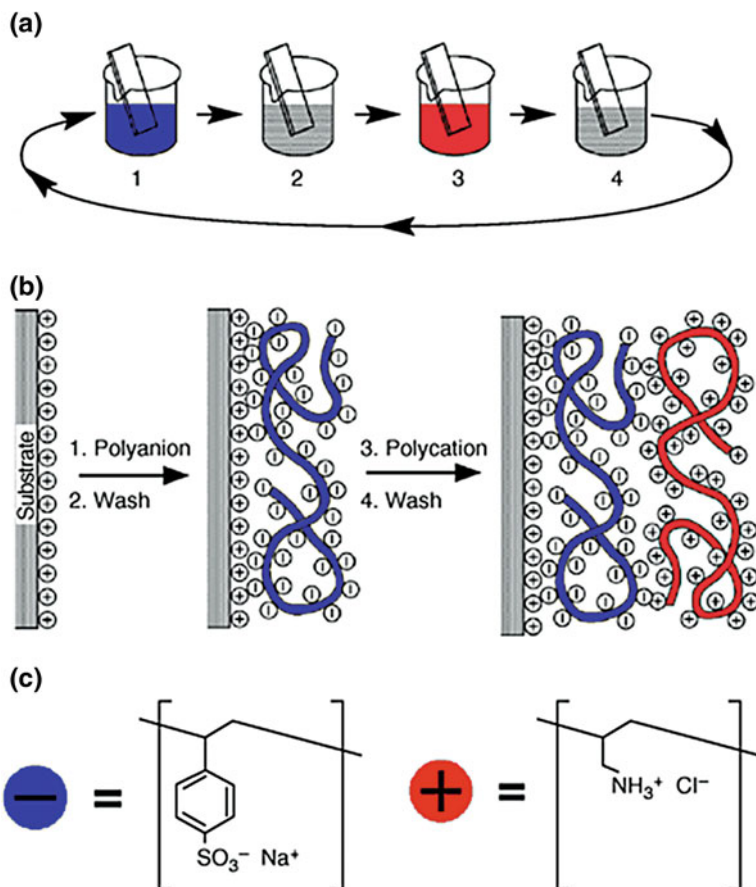 (a)
1 2 3 4
(b)
Substrate
1. Polyanion
2. Wash
3. Polycation
4. Wash
(c)
− = SO₃⁻ Na⁺
+ = NH₃⁺ Cl⁻